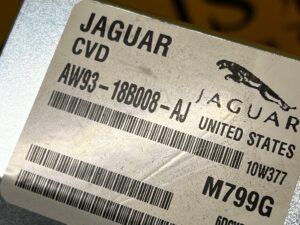 JAGUAR
CVD
AW93-18B008-AJ
JAGUAR
UNITED STATES
10W377
M799G